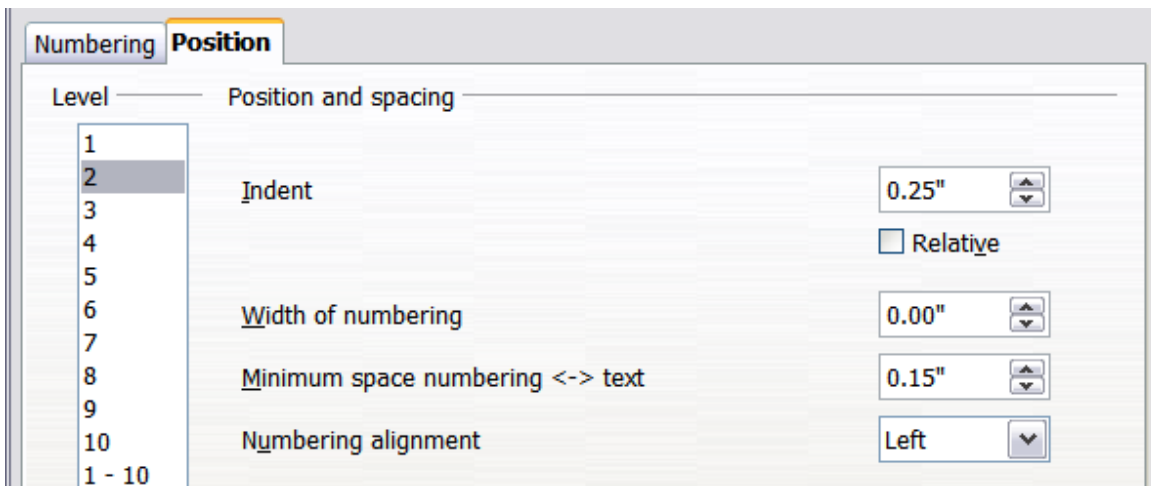 Numbering Position
Level Position and spacing
1
2
Indent 0.25"
3
4
Relative
5
6
Width of numbering 0.00"
7
8
Minimum space numbering <-> text 0.15"
9
10
Numbering alignment Left
1 - 10